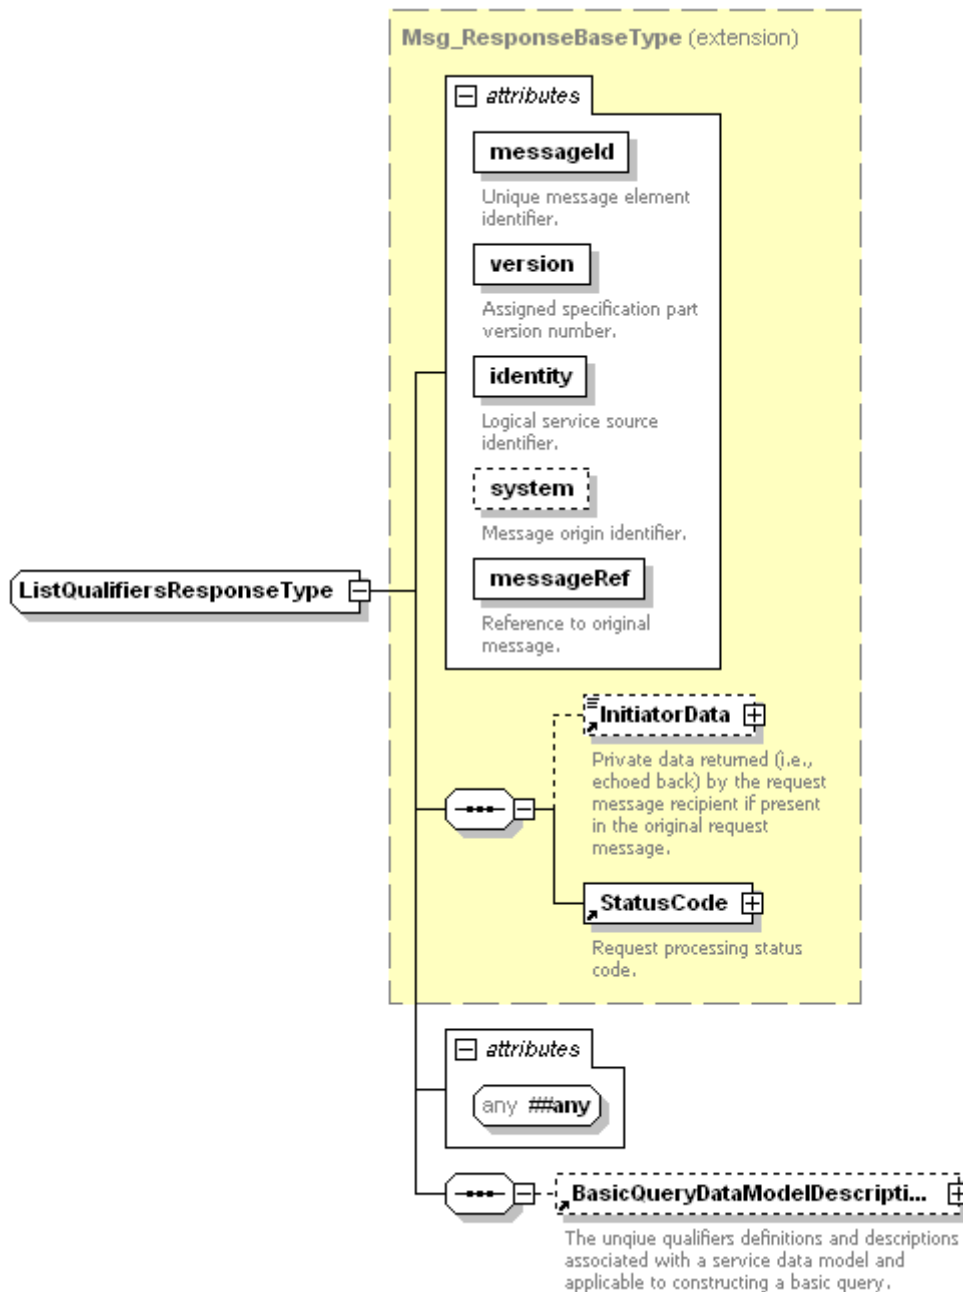 Msg_ResponseBaseType (extension)
attributes
messageId
Unique message element
identifier.
version
Assigned specification part
version number.
identity
Logical service source
identifier.
system
Message origin identifier.
ListQualifiersResponseType
messageRef
Reference to original
message.
InitiatorData
Private data returned (i.e.,
echoed back) by the request
message recipient if present
in the original request
message.
StatusCode
Request processing status
code.
attributes
any ##any
BasicQueryDataModelDescripti...
The unqiue qualifiers definitions and descriptions
associated with a service data model and
applicable to constructing a basic query.